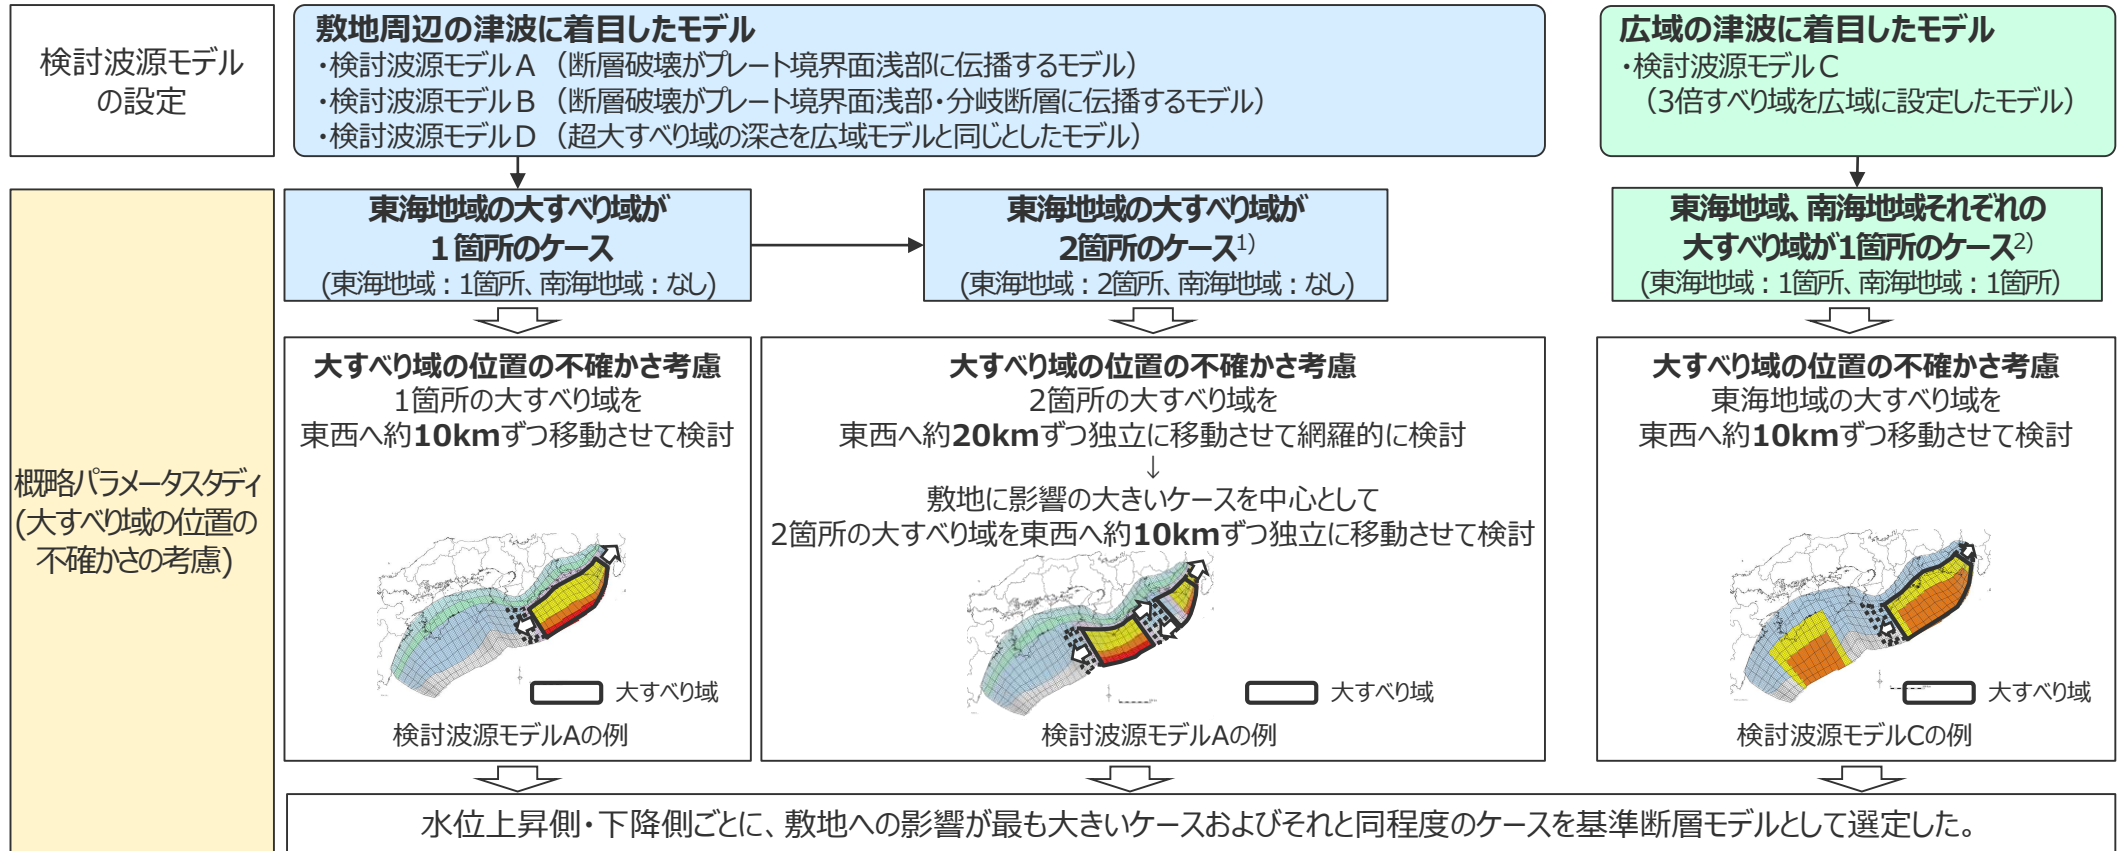 検討波源モデル
の設定
敷地周辺の津波に着目したモデル
・検討波源モデルA （断層破壊がプレート境界面浅部に伝播するモデル）
・検討波源モデルB （断層破壊がプレート境界面浅部・分岐断層に伝播するモデル）
・検討波源モデルD （超大すべり域の深さを広域モデルと同じとしたモデル）
広域の津波に着目したモデル
・検討波源モデルC
（3倍すべり域を広域に設定したモデル）
概略パラメータスタディ
(大すべり域の位置の
不確かさの考慮)
東海地域の大すべり域が
1箇所のケース
(東海地域：1箇所、南海地域：なし)
東海地域の大すべり域が
2箇所のケース1)
(東海地域：2箇所、南海地域：なし)
東海地域、南海地域それぞれの
大すべり域が1箇所のケース2)
(東海地域：1箇所、南海地域：1箇所)
大すべり域の位置の不確かさ考慮
1箇所の大すべり域を
東西へ約10kmずつ移動させて検討
大すべり域
検討波源モデルAの例
大すべり域の位置の不確かさ考慮
2箇所の大すべり域を
東西へ約20kmずつ独立に移動させて網羅的に検討
↓
敷地に影響の大きいケースを中心として
2箇所の大すべり域を東西へ約10kmずつ独立に移動させて検討
大すべり域
検討波源モデルAの例
大すべり域の位置の不確かさ考慮
東海地域の大すべり域を
東西へ約10kmずつ移動させて検討
大すべり域
検討波源モデルCの例
水位上昇側・下降側ごとに、敷地への影響が最も大きいケースおよびそれと同程度のケースを基準断層モデルとして選定した。